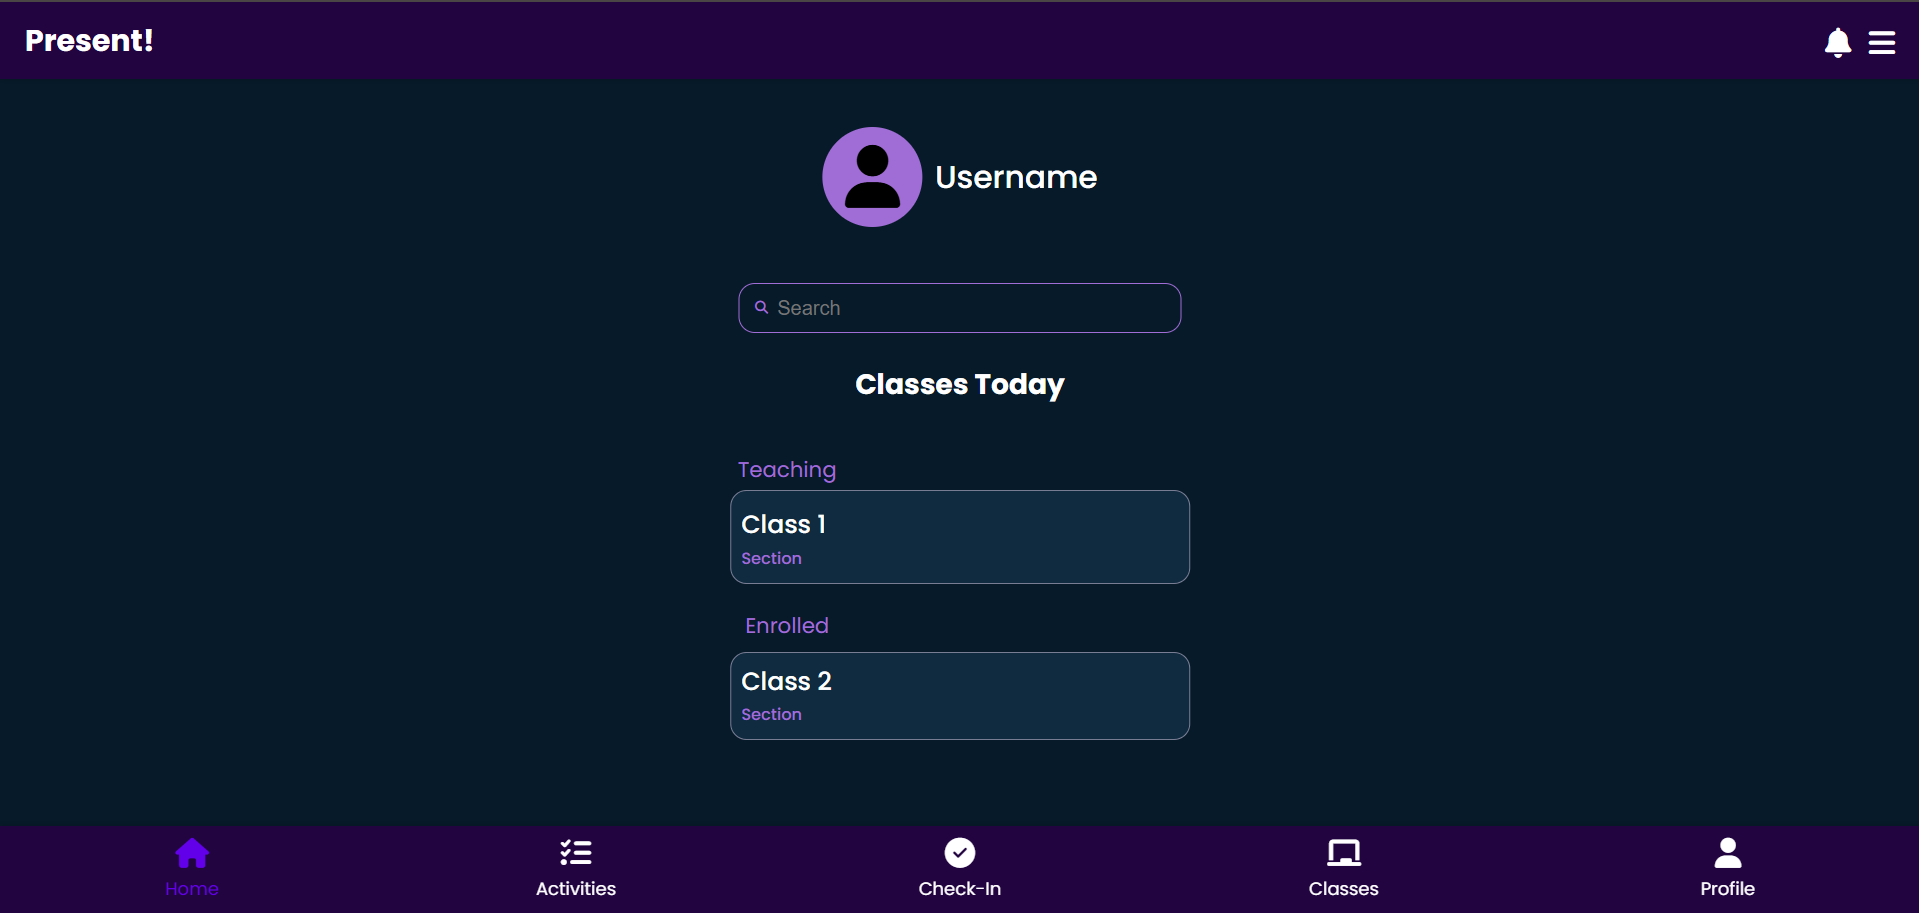 Present!
Username
Search
Classes Today
Teaching
Class 1
Section
Enrolled
Class 2
Section
Home
Activities
Check-In
Classes
Profile